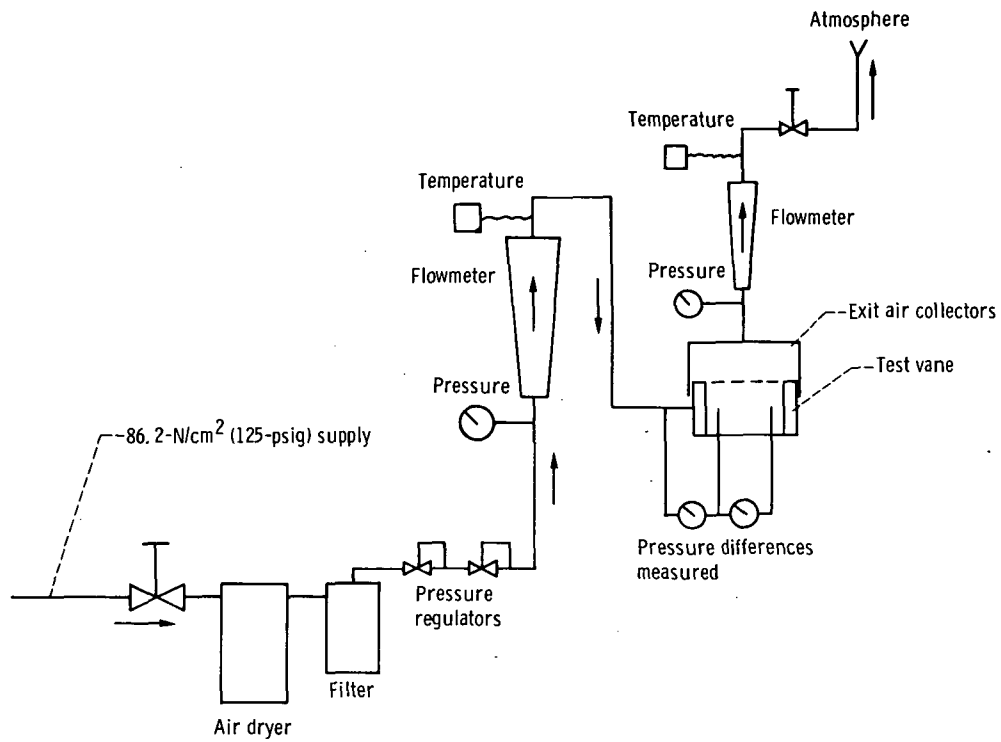 Atmosphere
Temperature
Temperature
Flowmeter
Flowmeter
Pressure
Exit air collectors
Test vane
Pressure
86.2-N/cm² (125-psig) supply
Pressure differences
measured
Pressure
regulators
Filter
Air dryer